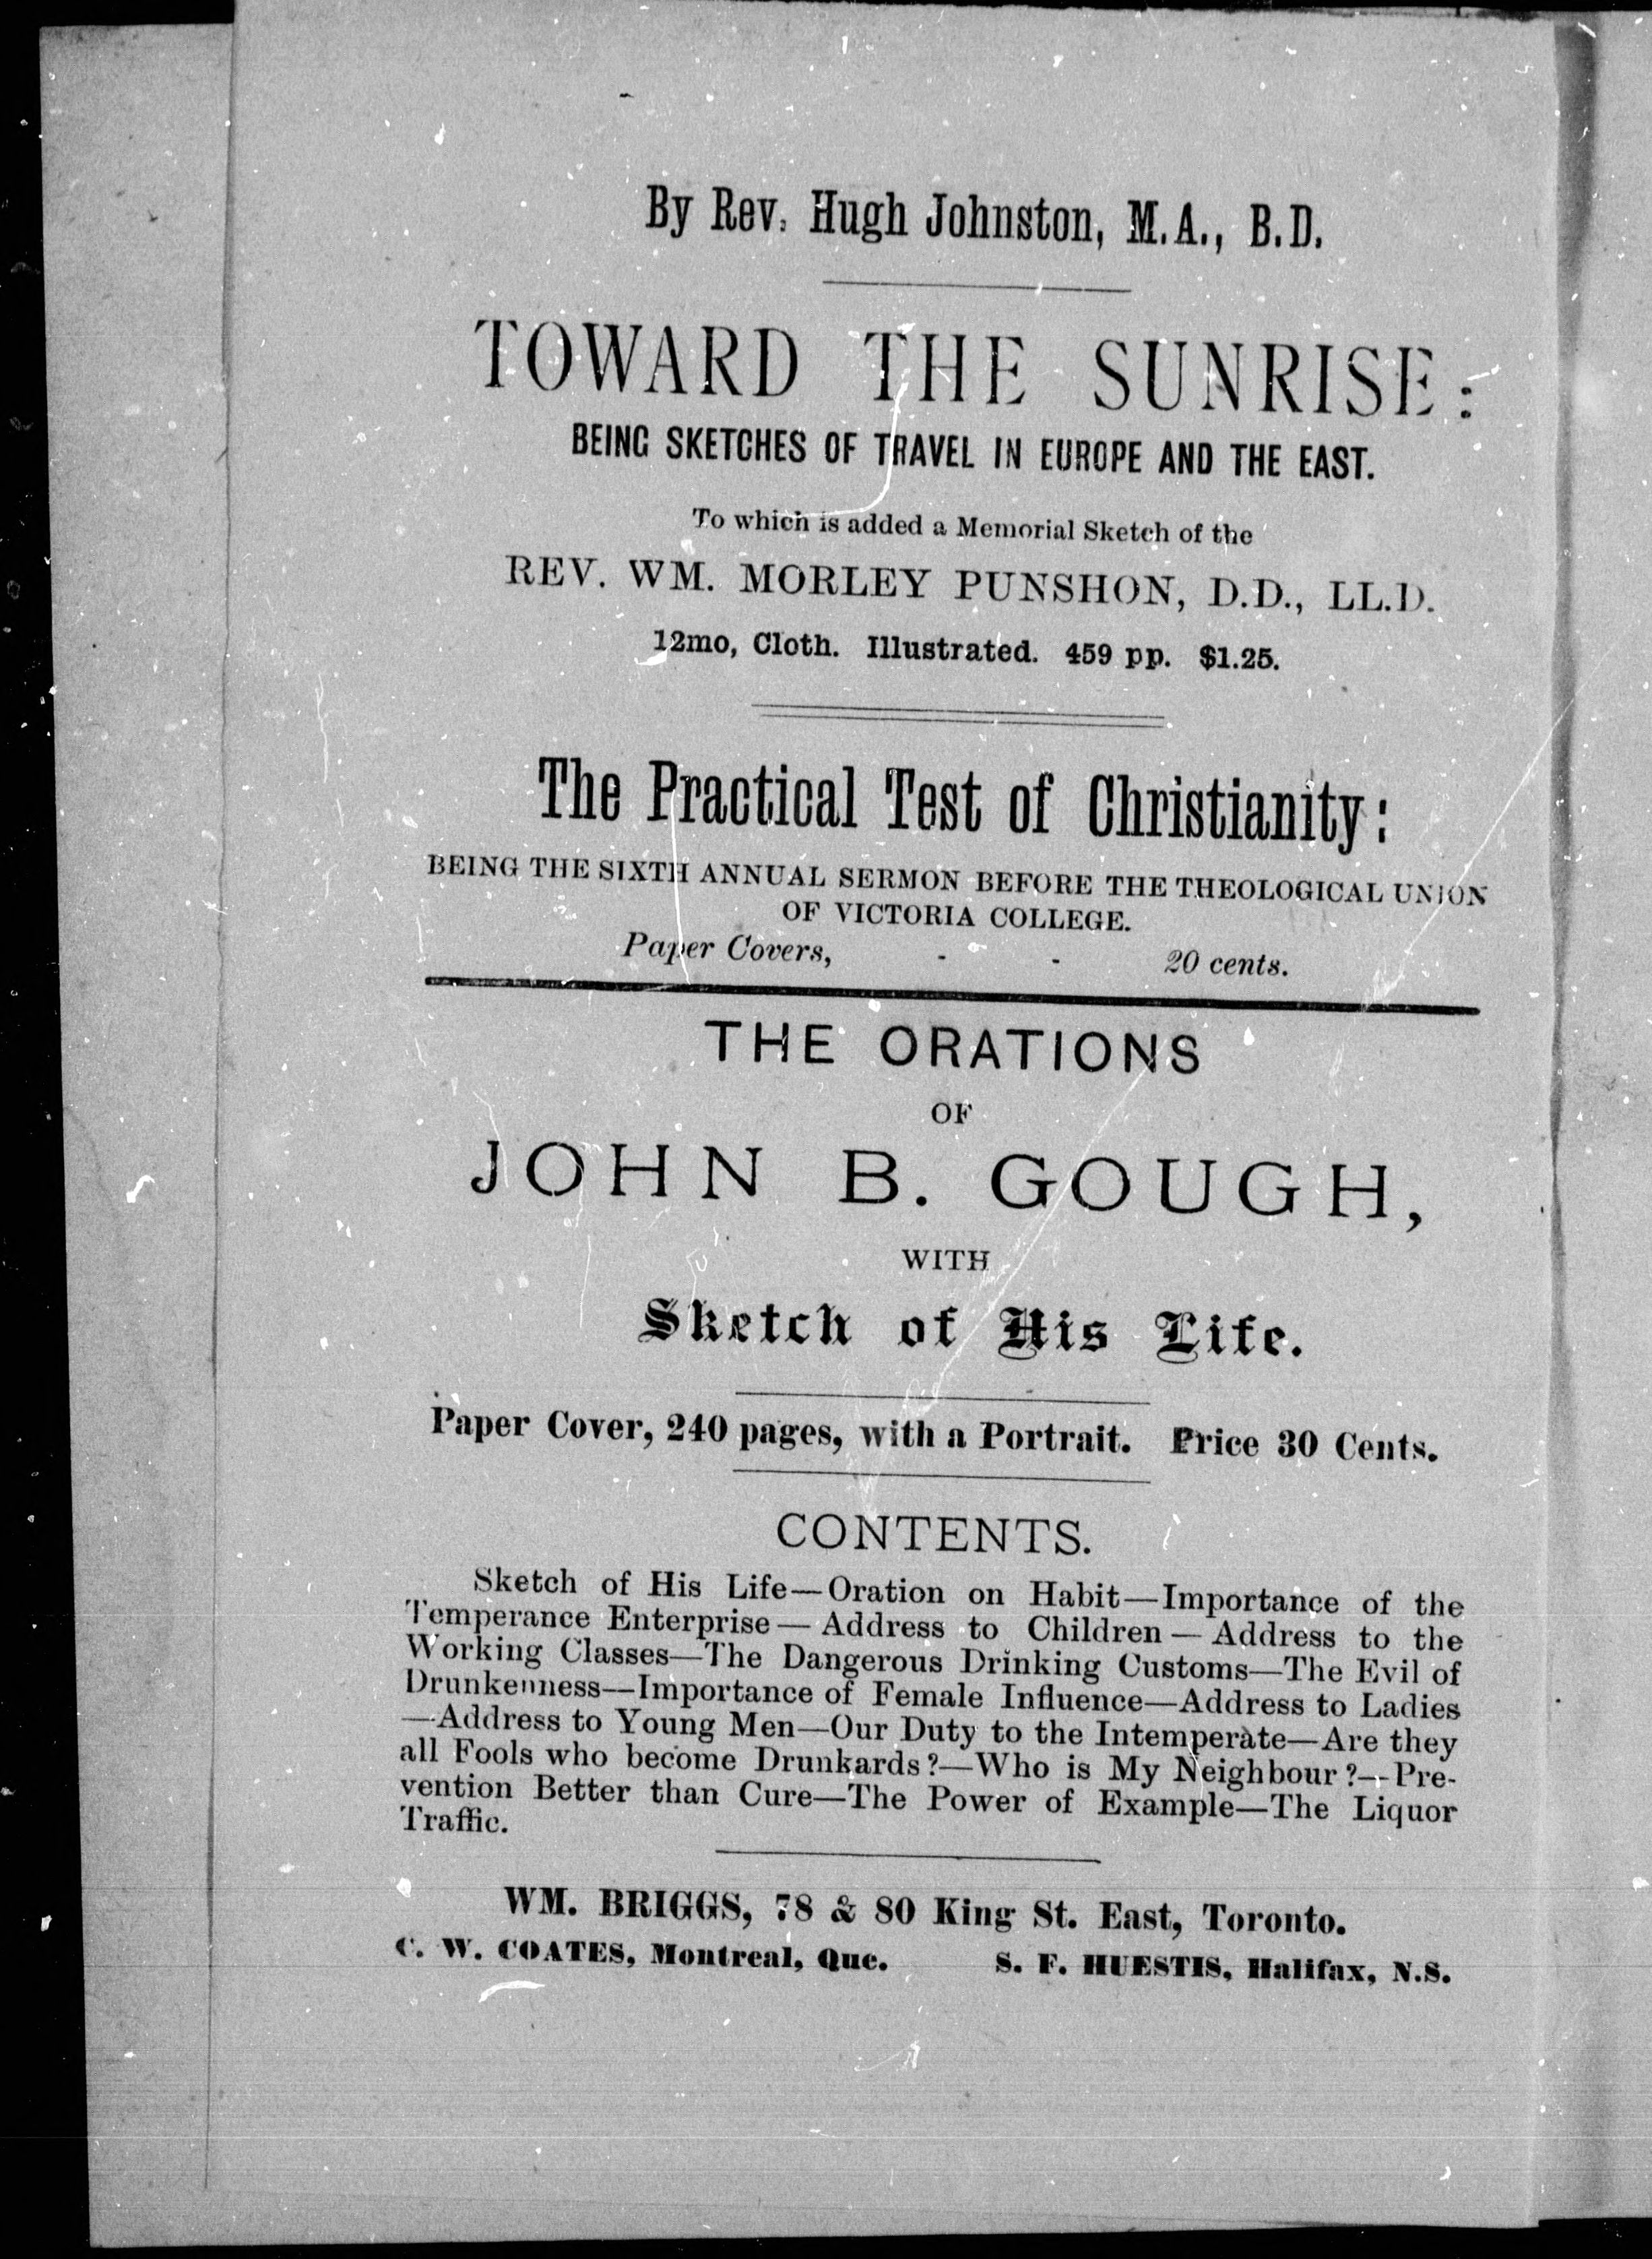 By Rev. Hugh Johnston, M.A., B.D.
TOWARD THE SUNRISE:
BEING SKETCHES OF TRAVEL IN EUROPE AND THE EAST.
To which is added a Memorial Sketch of the
REV. WM. MORLEY PUNSHON, D.D., LL.D.
12mo, Cloth. Illustrated. 459 pp. $1.25.
The Practical Test of Christianity:
BEING THE SIXTH ANNUAL SERMON BEFORE THE THEOLOGICAL UNION
OF VICTORIA COLLEGE.
Paper Covers, - - 20 cents.
THE ORATIONS
OF
JOHN B. GOUGH,
WITH
Sketch of His Life.
Paper Cover, 240 pages, with a Portrait. Price 30 Cents.
CONTENTS.
Sketch of His Life—Oration on Habit—Importance of the
Temperance Enterprise—Address to Children—Address to the
Working Classes—The Dangerous Drinking Customs—The Evil of
Drunkenness—Importance of Female Influence—Address to Ladies
—Address to Young Men—Our Duty to the Intemperate—Are they
all Fools who become Drunkards?—Who is My Neighbour?—Pre-
vention Better than Cure—The Power of Example—The Liquor
Traffic.
WM. BRIGGS, 78 & 80 King St. East, Toronto.
C. W. COATES, Montreal, Que. S. F. HUESTIS, Halifax, N.S.